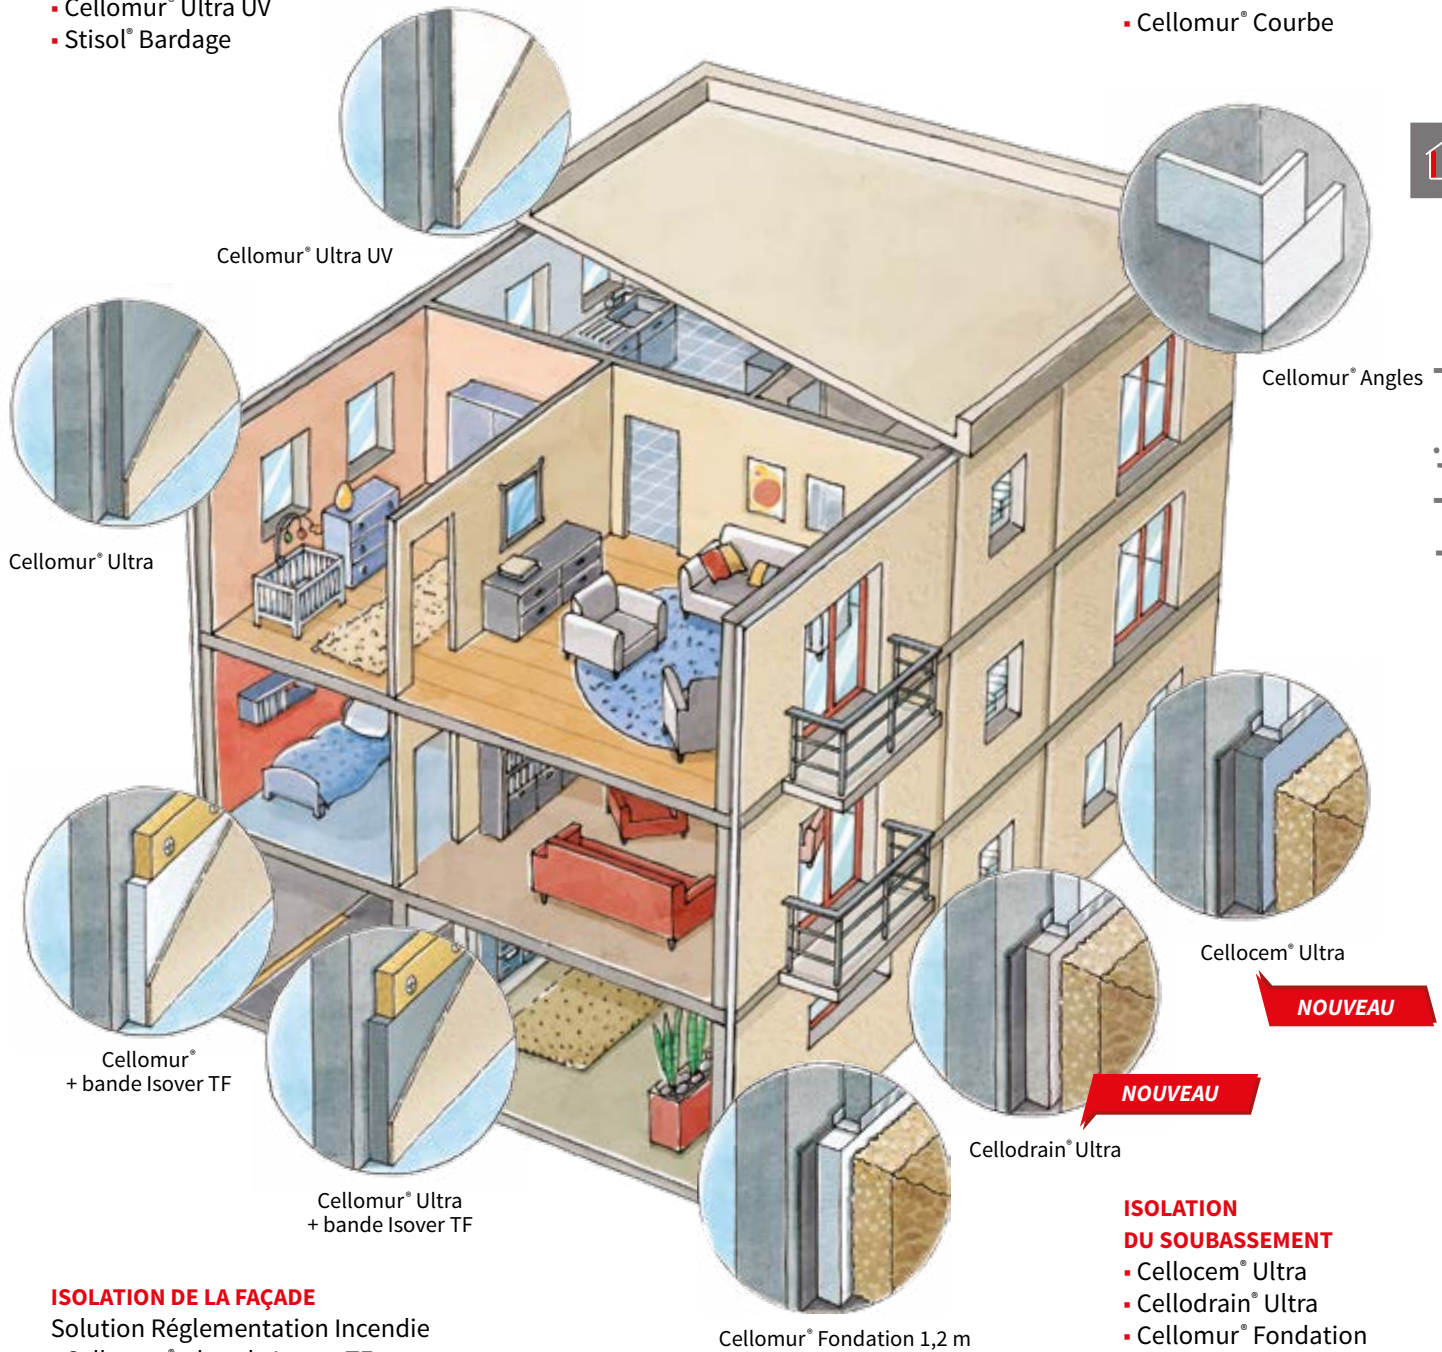 ▪ Cellomur® Ultra UV
▪ Stisol® Bardage
▪ Cellomur® Courbe
Cellomur® Ultra UV
Cellomur® Angles
Cellomur® Ultra
Cellocem® Ultra
NOUVEAU
Cellomur®
+ bande Isover TF
NOUVEAU
Cellodrain® Ultra
Cellomur® Ultra
+ bande Isover TF
ISOLATION
DU SOUBASSEMENT
▪ Cellocem® Ultra
▪ Cellodrain® Ultra
▪ Cellomur® Fondation
ISOLATION DE LA FAÇADE
Solution Réglementation Incendie
Cellomur® Fondation 1,2 m